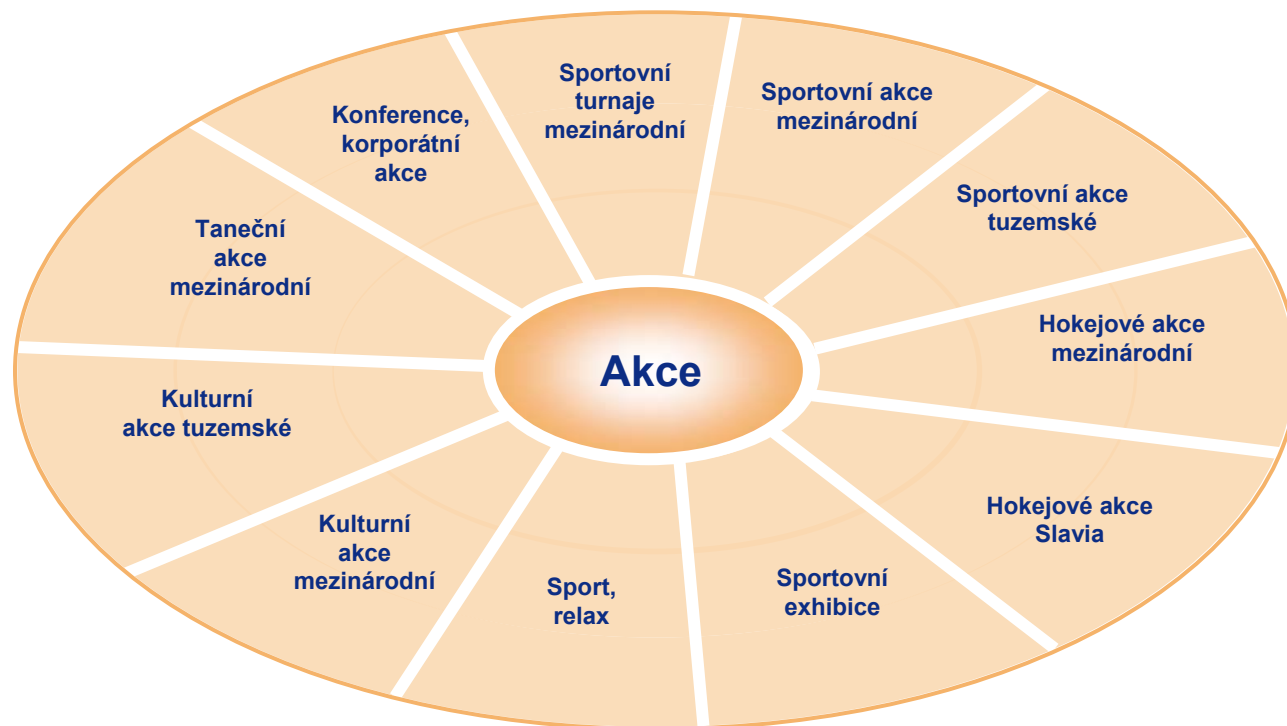 Sportovní
turnaje
mezinárodní
Sportovní akce
mezinárodní
Sportovní akce
tuzemské
Hokejové akce
mezinárodní
Hokejové akce
Slavia
Sportovní
exhibice
Sport,
relax
Kulturní
akce
mezinárodní
Kulturní
akce tuzemské
Taneční
akce
mezinárodní
Konference,
korporátní
akce
Akce